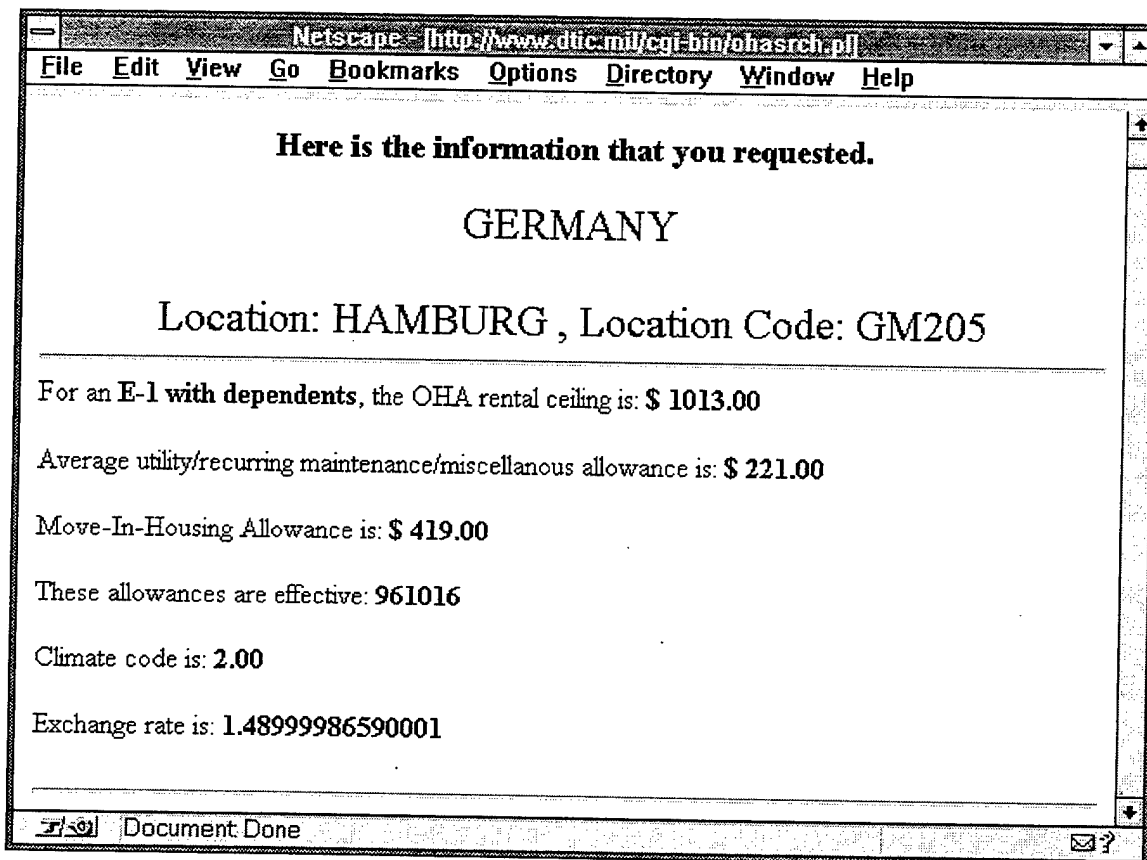 Netscape - [http://www.dtic.mil/cgi-bin/ohasrch.pl]
File Edit View Go Bookmarks Options Directory Window Help
Here is the information that you requested.
GERMANY
Location: HAMBURG , Location Code: GM205
For an E-1 with dependents, the OHA rental ceiling is: $ 1013.00
Average utility/recurring maintenance/miscellanous allowance is: $ 221.00
Move-In-Housing Allowance is: $ 419.00
These allowances are effective: 961016
Climate code is: 2.00
Exchange rate is: 1.48999986590001
Document: Done